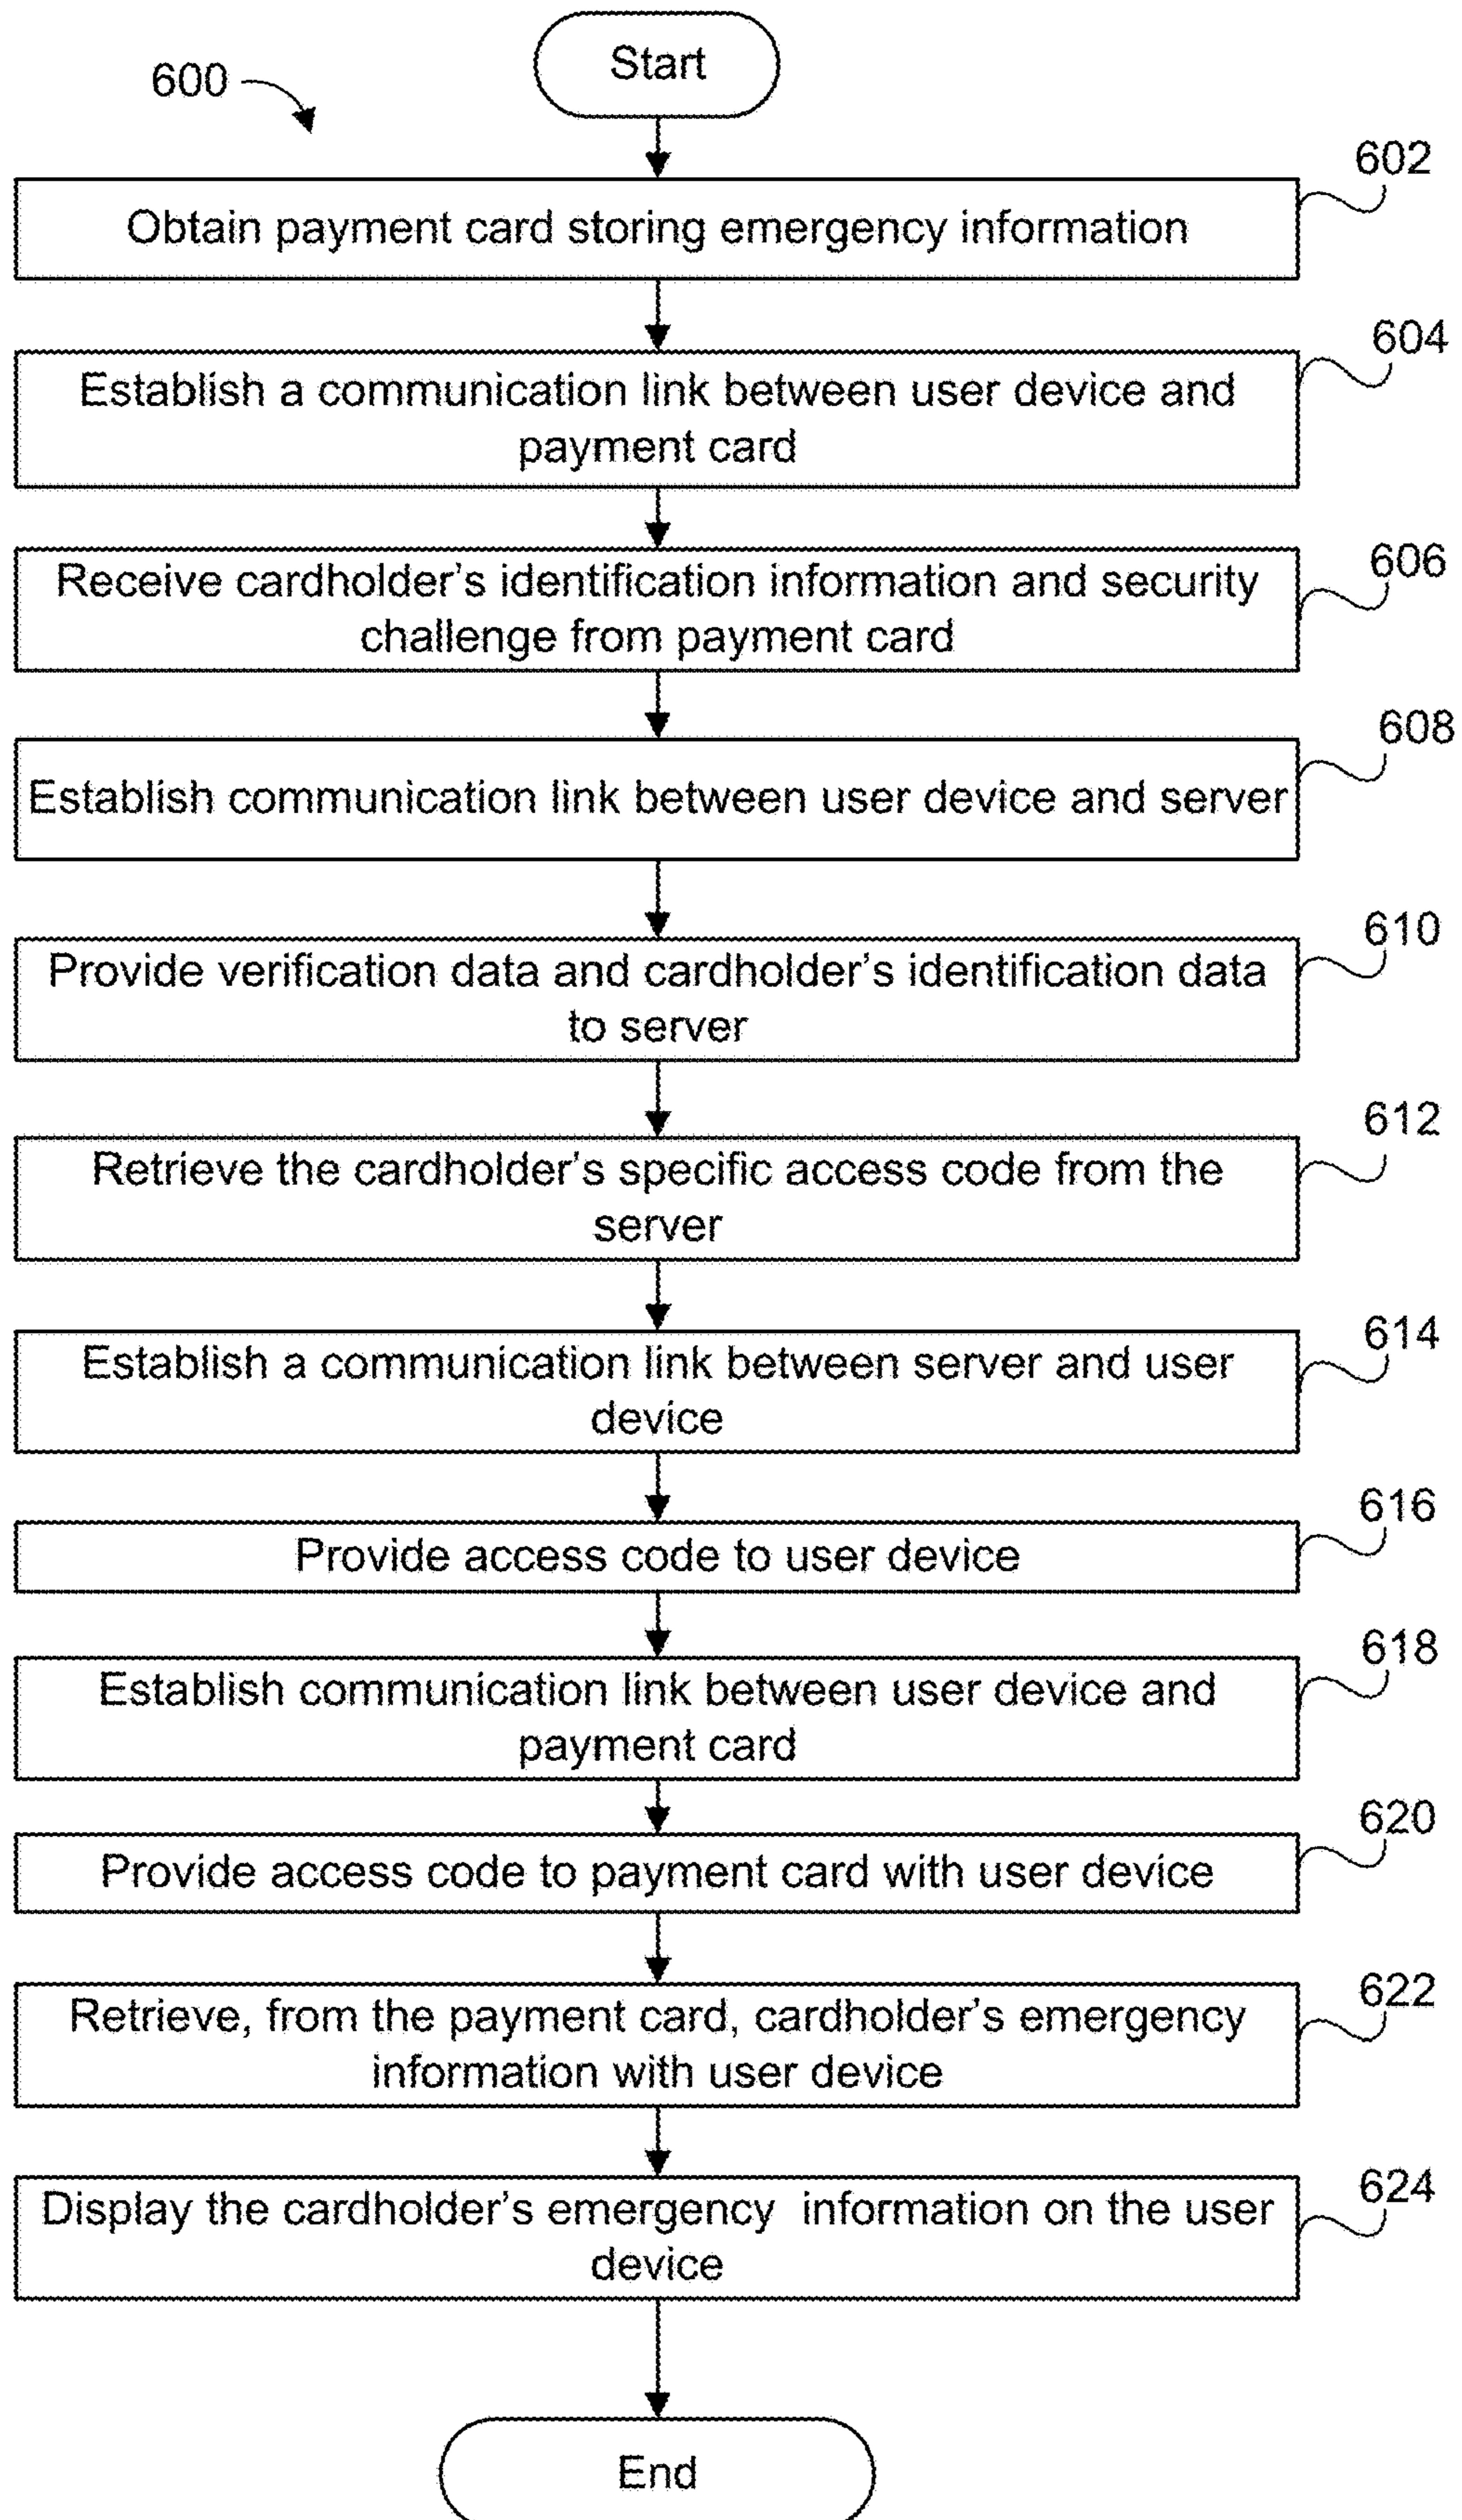 Start
600
602
Obtain payment card storing emergency information
604
Establish a communication link between user device and
payment card
606
Receive cardholder's identification information and security
challenge from payment card
608
Establish communication link between user device and server
610
Provide verification data and cardholder's identification data
to server
612
Retrieve the cardholder's specific access code from the
server
614
Establish a communication link between server and user
device
616
Provide access code to user device
618
Establish communication link between user device and
payment card
620
Provide access code to payment card with user device
622
Retrieve, from the payment card, cardholder's emergency
information with user device
624
Display the cardholder's emergency information on the user
device
End